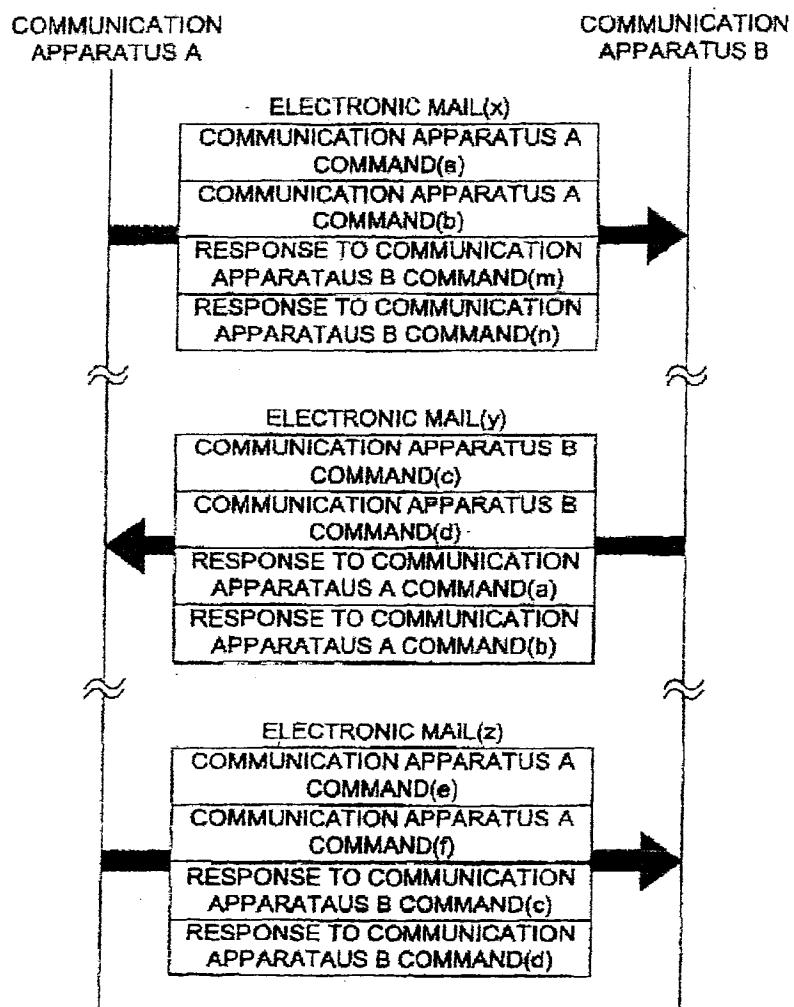 COMMUNICATION
APPARATUS A
COMMUNICATION
APPARATUS B
ELECTRONIC MAIL(x)
COMMUNICATION APPARATUS A
COMMAND(a)
COMMUNICATION APPARATUS A
COMMAND(b)
RESPONSE TO COMMUNICATION
APPARATAUS B COMMAND(m)
RESPONSE TO COMMUNICATION
APPARATAUS B COMMAND(n)
ELECTRONIC MAIL(y)
COMMUNICATION APPARATUS B
COMMAND(c)
COMMUNICATION APPARATUS B
COMMAND(d)
RESPONSE TO COMMUNICATION
APPARATAUS A COMMAND(a)
RESPONSE TO COMMUNICATION
APPARATAUS A COMMAND(b)
ELECTRONIC MAIL(z)
COMMUNICATION APPARATUS A
COMMAND(e)
COMMUNICATION APPARATUS A
COMMAND(f)
RESPONSE TO COMMUNICATION
APPARATAUS B COMMAND(c)
RESPONSE TO COMMUNICATION
APPARATAUS B COMMAND(d)